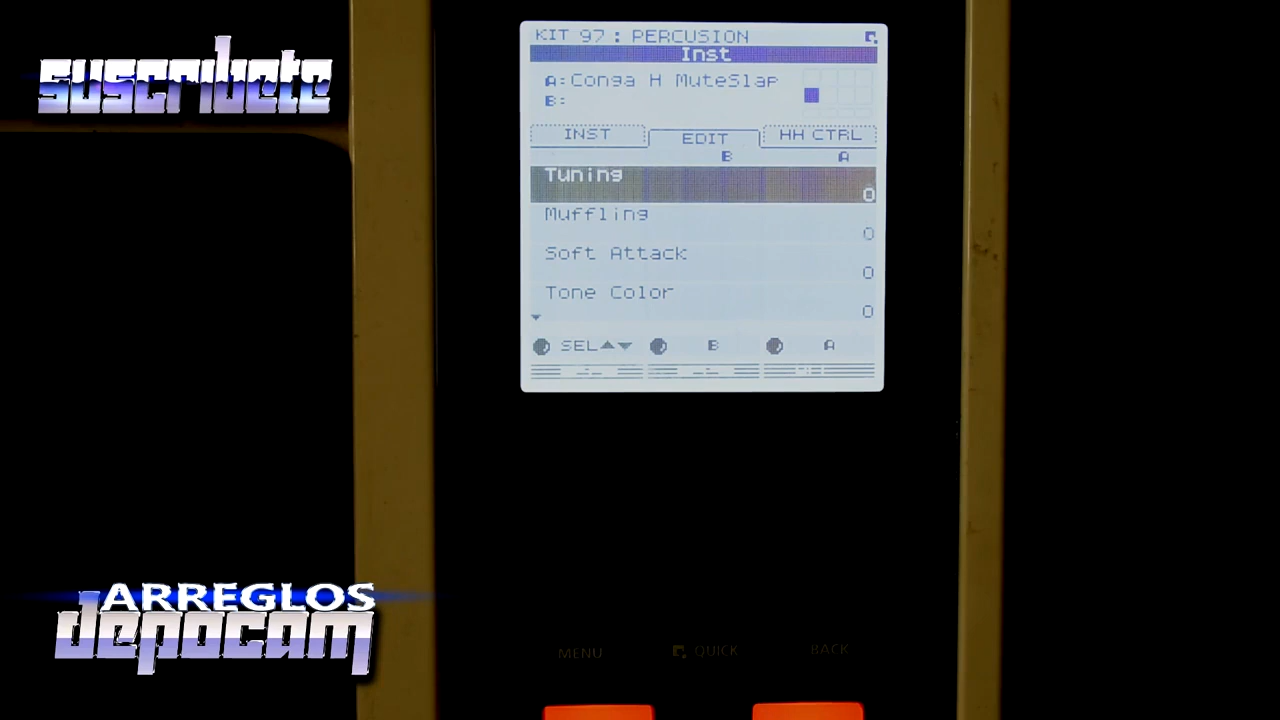 suscribete
KIT 97 : PERCUSION
Inst
A: Conga H MuteSlap
B:
INST EDIT HH CTRL
B A
Tuning
0
Muffling
0
Soft Attack
0
Tone Color
0
SEL B A
MENU QUICK BACK
ARREGLOS
depocam